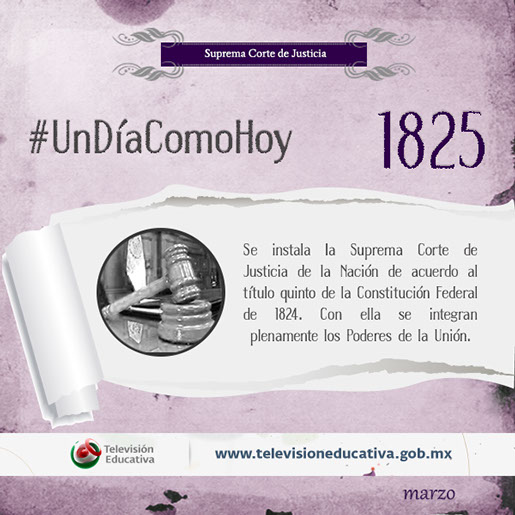 Suprema Corte de Justicia
#UnDíaComoHoy
1825
Se instala la Suprema Corte de
Justicia de la Nación de acuerdo al
título quinto de la Constitución Federal
de 1824. Con ella se integran
plenamente los Poderes de la Unión.
Televisión
Educativa
www.televisioneducativa.gob.mx
marzo